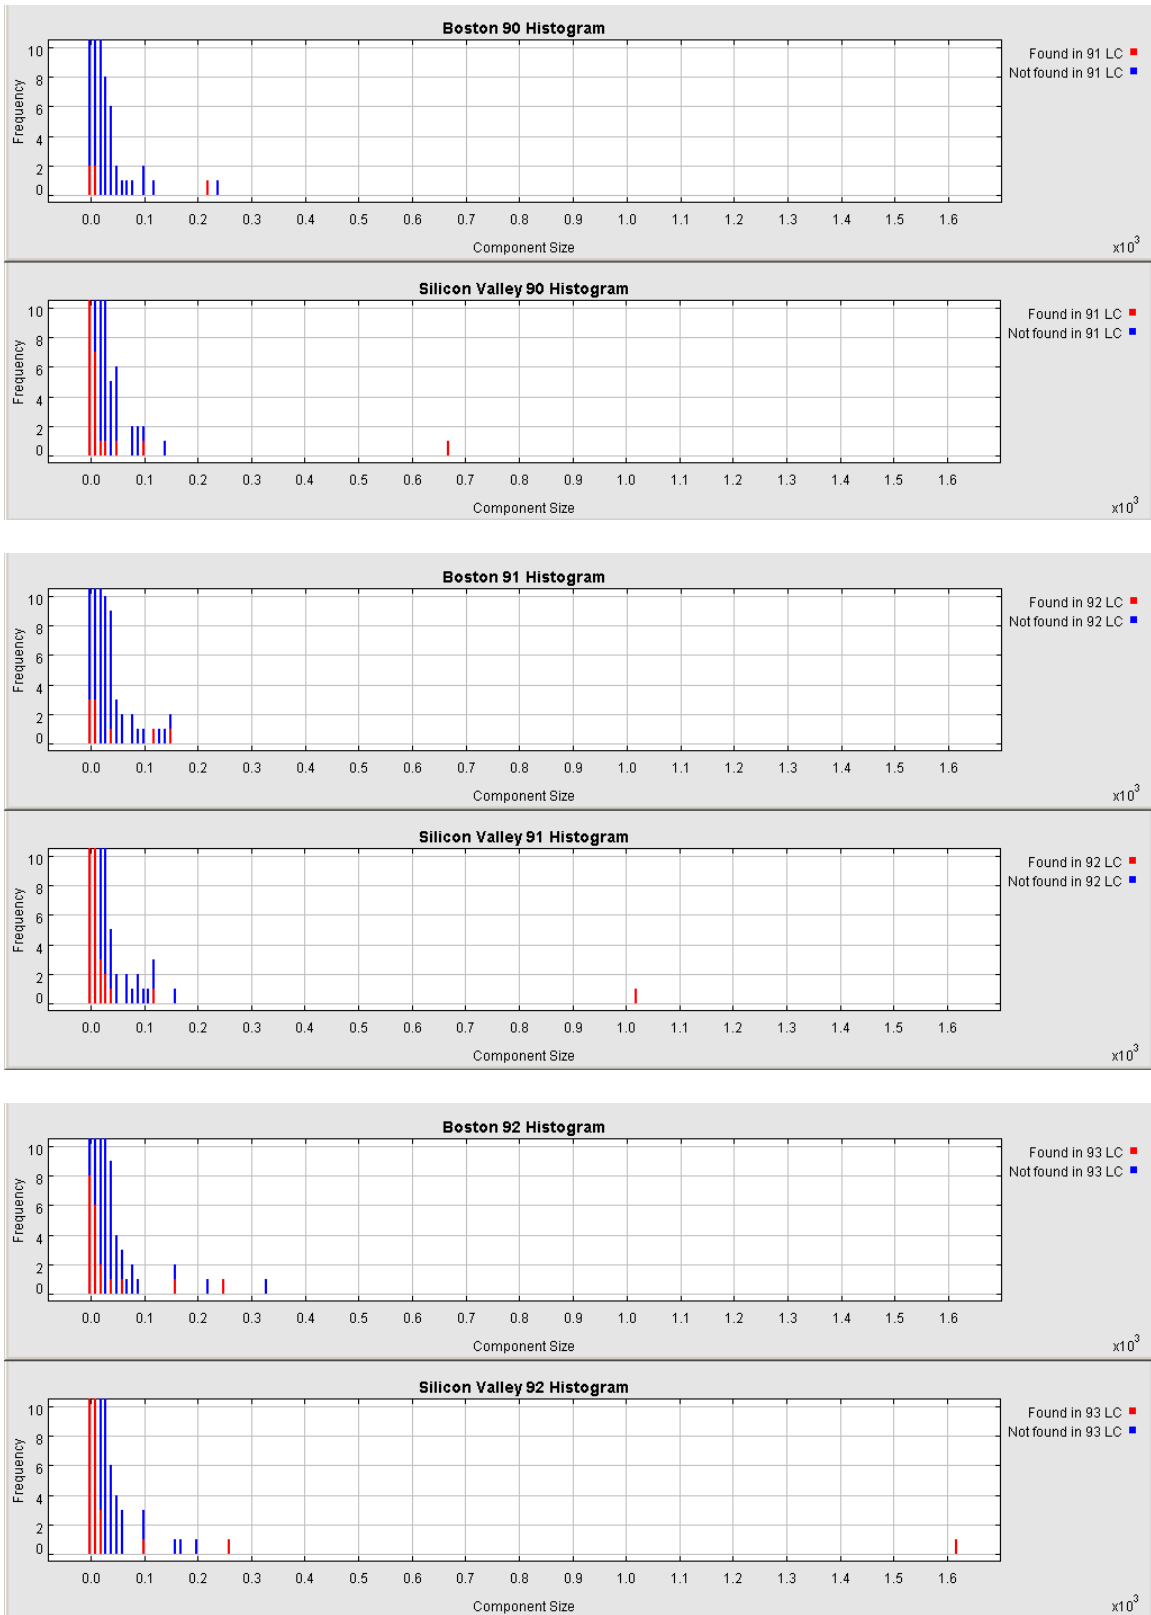 Boston 90 Histogram
10
8
6
4
2
0
Frequency
Found in 91 LC
Not found in 91 LC
0.0 0.1 0.2 0.3 0.4 0.5 0.6 0.7 0.8 0.9 1.0 1.1 1.2 1.3 1.4 1.5 1.6
Component Size
x10³
Silicon Valley 90 Histogram
10
8
6
4
2
0
Frequency
Found in 91 LC
Not found in 91 LC
0.0 0.1 0.2 0.3 0.4 0.5 0.6 0.7 0.8 0.9 1.0 1.1 1.2 1.3 1.4 1.5 1.6
Component Size
x10³
Boston 91 Histogram
10
8
6
4
2
0
Frequency
Found in 92 LC
Not found in 92 LC
0.0 0.1 0.2 0.3 0.4 0.5 0.6 0.7 0.8 0.9 1.0 1.1 1.2 1.3 1.4 1.5 1.6
Component Size
x10³
Silicon Valley 91 Histogram
10
8
6
4
2
0
Frequency
Found in 92 LC
Not found in 92 LC
0.0 0.1 0.2 0.3 0.4 0.5 0.6 0.7 0.8 0.9 1.0 1.1 1.2 1.3 1.4 1.5 1.6
Component Size
x10³
Boston 92 Histogram
10
8
6
4
2
0
Frequency
Found in 93 LC
Not found in 93 LC
0.0 0.1 0.2 0.3 0.4 0.5 0.6 0.7 0.8 0.9 1.0 1.1 1.2 1.3 1.4 1.5 1.6
Component Size
x10³
Silicon Valley 92 Histogram
10
8
6
4
2
0
Frequency
Found in 93 LC
Not found in 93 LC
0.0 0.1 0.2 0.3 0.4 0.5 0.6 0.7 0.8 0.9 1.0 1.1 1.2 1.3 1.4 1.5 1.6
Component Size
x10³